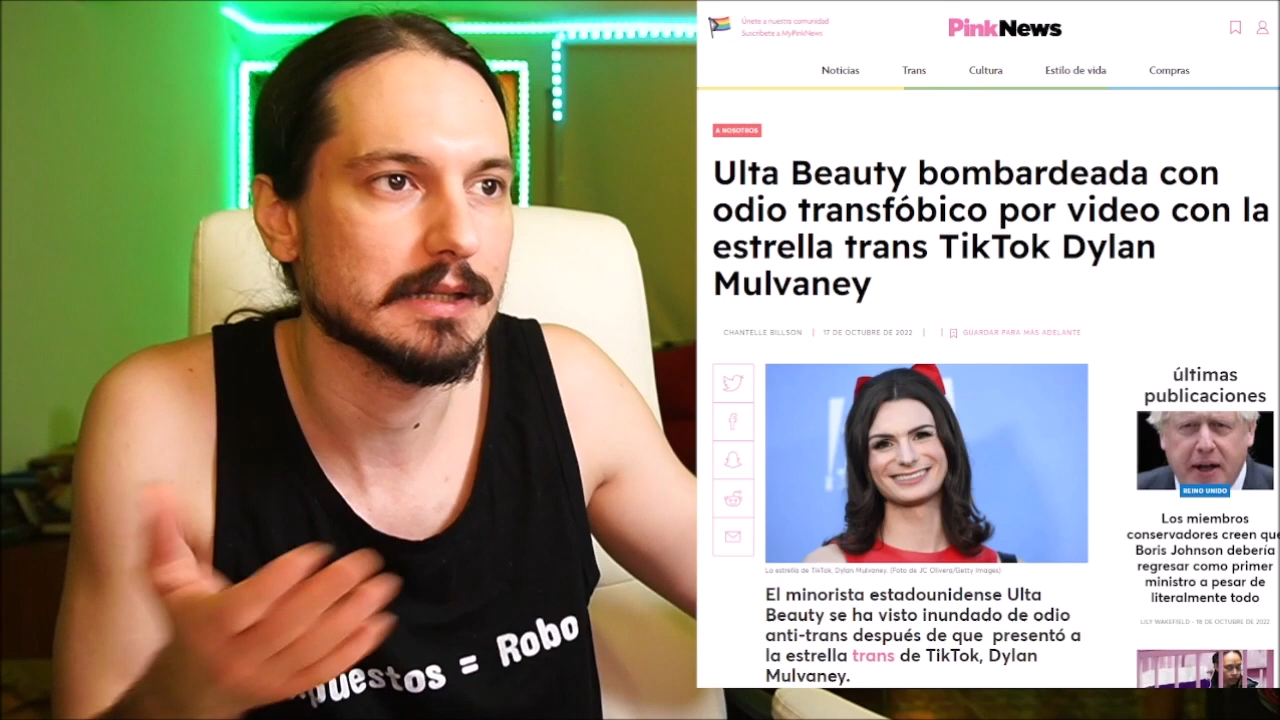 Únete a nuestra comunidad
Suscríbete a MyPinkNews
PinkNews
Noticias
Trans
Cultura
Estilo de vida
Compras
A NOSOTROS
Ulta Beauty bombardeada con
odio transfóbico por video con la
estrella trans TikTok Dylan
Mulvaney
CHANTELLE BILLSON | 17 DE OCTUBRE DE 2022 | | GUARDAR PARA MÁS ADELANTE
La estrella de TikTok, Dylan Mulvaney. (Foto de JC Olivera/Getty Images)
El minorista estadounidense Ulta
Beauty se ha visto inundado de odio
anti-trans después de que presentó a
la estrella trans de TikTok, Dylan
Mulvaney.
últimas
publicaciones
REINO UNIDO
Los miembros
conservadores creen que
Boris Johnson debería
regresar como primer
ministro a pesar de
literalmente todo
LILY WAKEFIELD - 18 DE OCTUBRE DE 2022
puestos = Robo